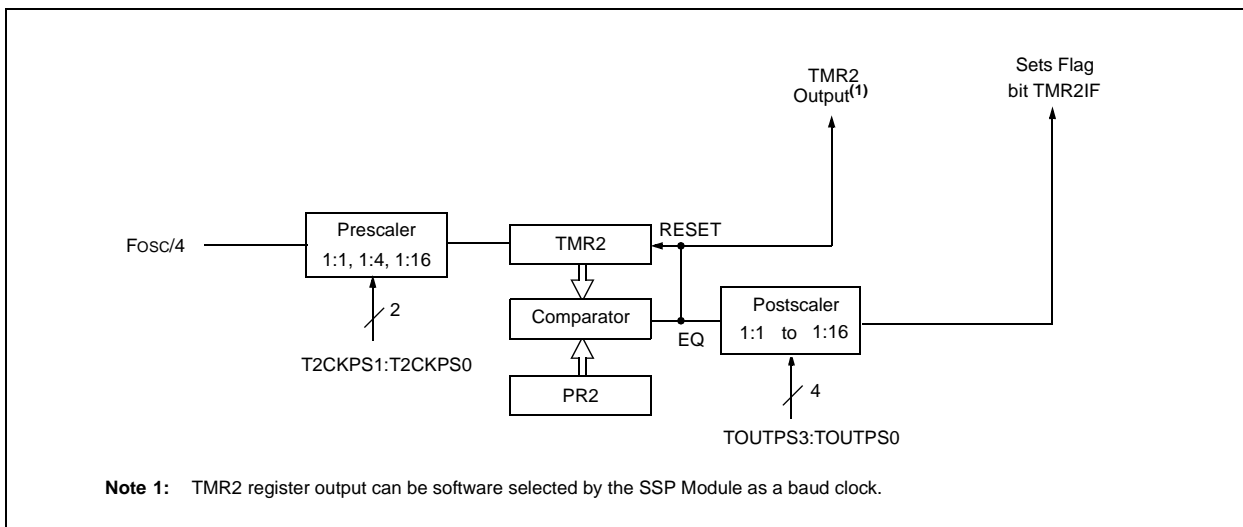 TMR2
Output(1)
Sets Flag
bit TMR2IF
FOSC/4
Prescaler
1:1, 1:4, 1:16
2
T2CKPS1:T2CKPS0
TMR2
RESET
Comparator
EQ
PR2
Postscaler
1:1 to 1:16
4
TOUTPS3:TOUTPS0
Note 1: TMR2 register output can be software selected by the SSP Module as a baud clock.